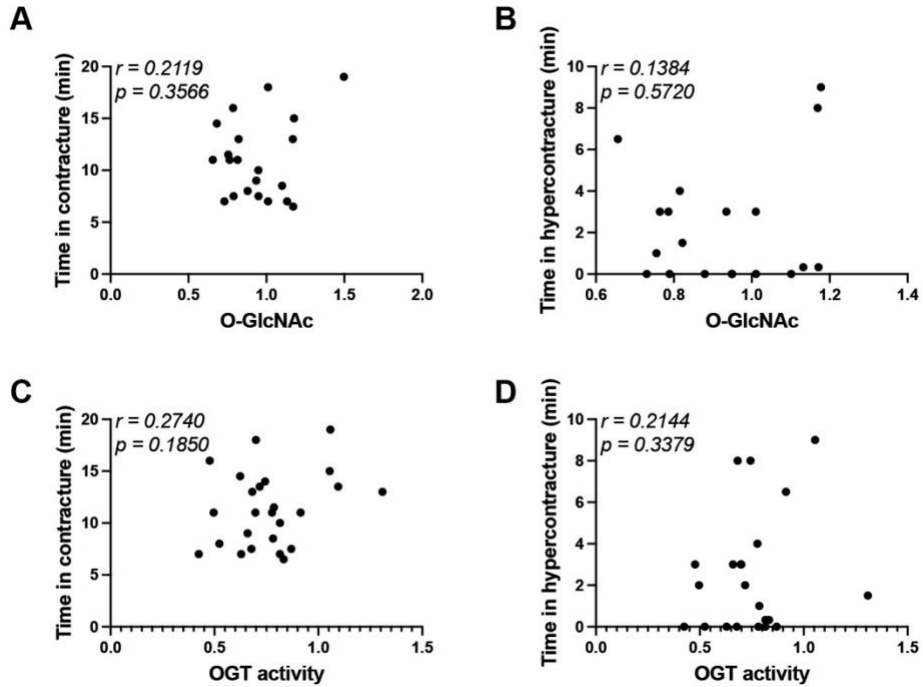 A
Time in contracture (min)
r = 0.2119
p = 0.3566
20
15
10
5
0
0.0 0.5 1.0 1.5 2.0
O-GlcNAc
B
Time in hypercontracture (min)
r = 0.1384
p = 0.5720
10
8
6
4
2
0
0.6 0.8 1.0 1.2 1.4
O-GlcNAc
C
Time in contracture (min)
r = 0.2740
p = 0.1850
20
15
10
5
0
0.0 0.5 1.0 1.5
OGT activity
D
Time in hypercontracture (min)
r = 0.2144
p = 0.3379
10
8
6
4
2
0
0.0 0.5 1.0 1.5
OGT activity